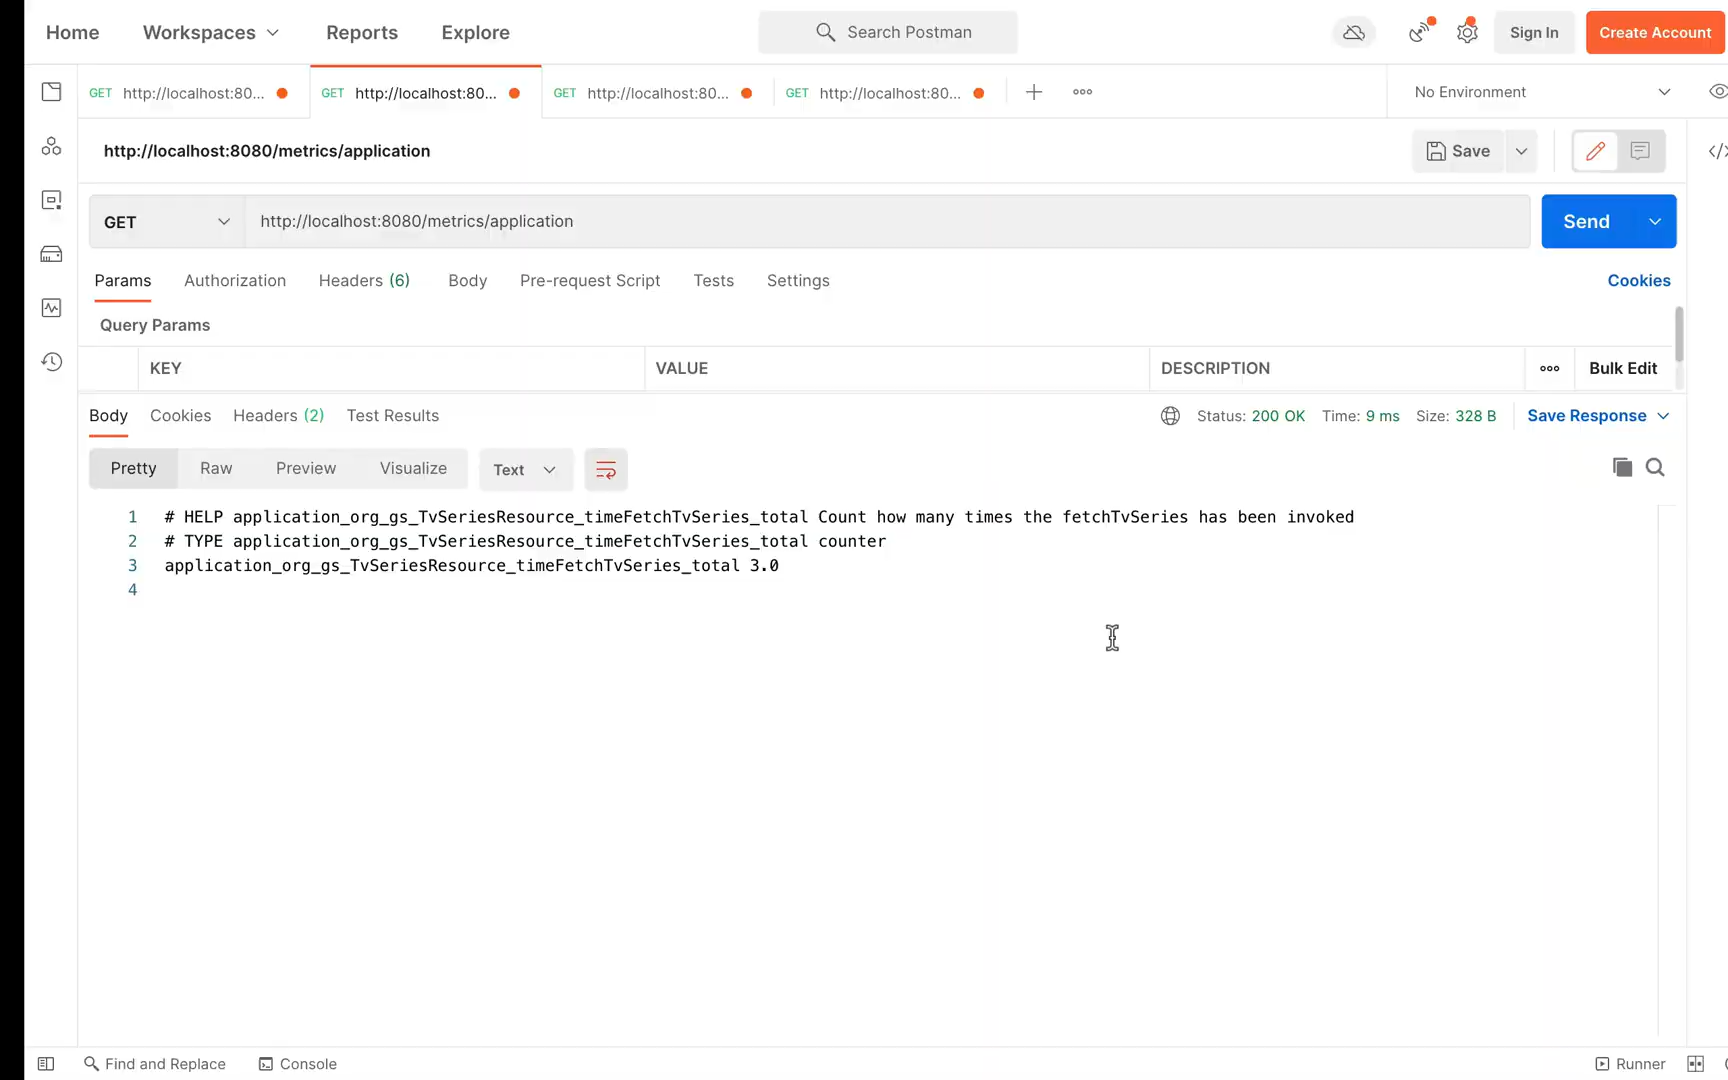 Home Workspaces Reports Explore Search Postman Sign In Create Account
GET http://localhost:80... GET http://localhost:80... GET http://localhost:80... GET http://localhost:80... No Environment
http://localhost:8080/metrics/application Save
GET http://localhost:8080/metrics/application Send
Params Authorization Headers (6) Body Pre-request Script Tests Settings Cookies
Query Params
KEY VALUE DESCRIPTION Bulk Edit
Body Cookies Headers (2) Test Results Status: 200 OK Time: 9 ms Size: 328 B Save Response
Pretty Raw Preview Visualize Text
1 # HELP application_org_gs_TvSeriesResource_timeFetchTvSeries_total Count how many times the fetchTvSeries has been invoked
2 # TYPE application_org_gs_TvSeriesResource_timeFetchTvSeries_total counter
3 application_org_gs_TvSeriesResource_timeFetchTvSeries_total 3.0
4
Find and Replace Console Runner